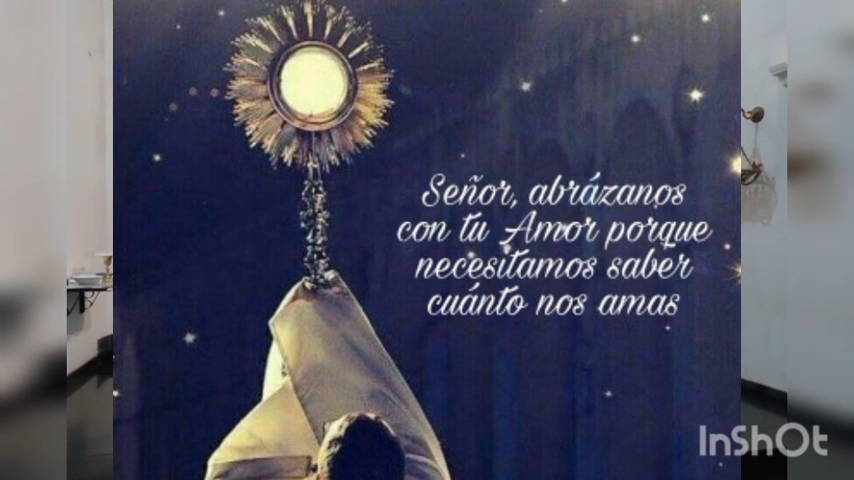 Señor, abrázanos
con tu Amor porque
necesitamos saber
cuánto nos amas
InShOt